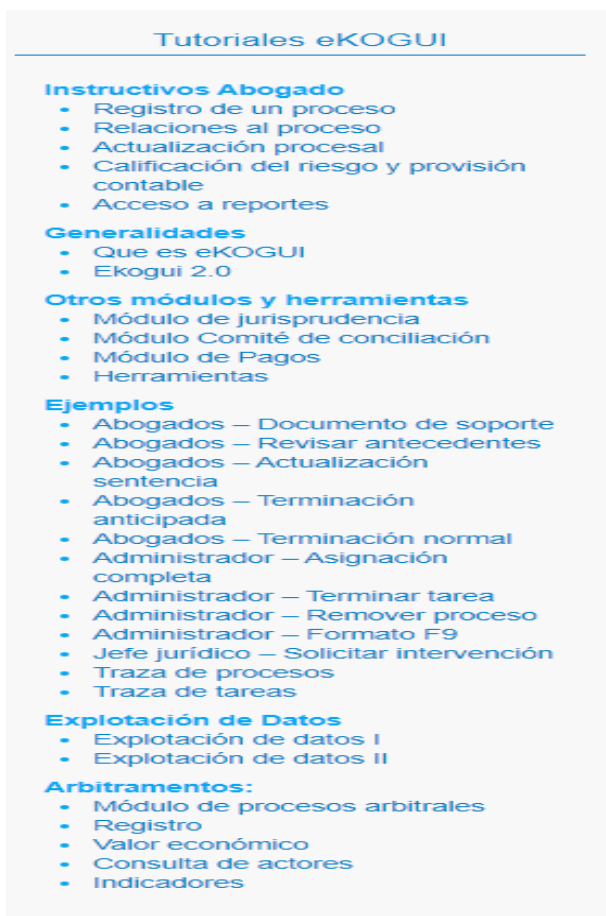 Tutoriales eKOGUI
Instructivos Abogado
• Registro de un proceso
• Relaciones al proceso
• Actualización procesal
• Calificación del riesgo y provisión
contable
• Acceso a reportes
Generalidades
• Que es eKOGUI
• Ekogui 2.0
Otros módulos y herramientas
• Módulo de jurisprudencia
• Módulo Comité de conciliación
• Módulo de Pagos
• Herramientas
Ejemplos
• Abogados – Documento de soporte
• Abogados – Revisar antecedentes
• Abogados – Actualización
sentencia
• Abogados – Terminación
anticipada
• Abogados – Terminación normal
• Administrador – Asignación
completa
• Administrador – Terminar tarea
• Administrador – Remover proceso
• Administrador – Formato F9
• Jefe jurídico – Solicitar intervención
• Traza de procesos
• Traza de tareas
Explotación de Datos
• Explotación de datos I
• Explotación de datos II
Arbitramentos:
• Módulo de procesos arbitrales
• Registro
• Valor económico
• Consulta de actores
• Indicadores